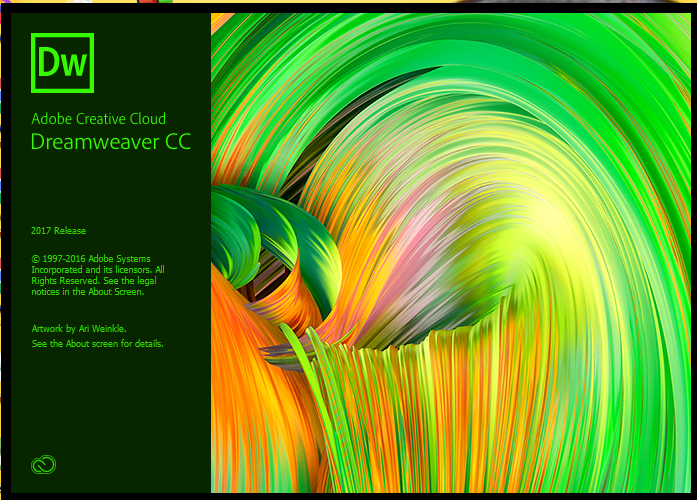 Dw
Adobe Creative Cloud
Dreamweaver CC
2017 Release
© 1997-2016 Adobe Systems
Incorporated and its licensors. All
Rights Reserved. See the legal
notices in the About Screen.
Artwork by Ari Weinkle.
See the About screen for details.